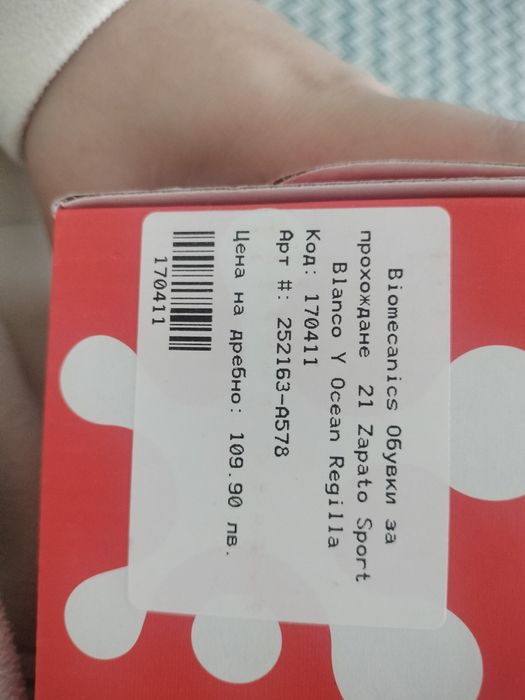 Biomecanics Обувки за
прохождане 21 Zapato Sport
Blanco Y Ocean Regilla
Код: 170411
Арт #: 252163-A578
Цена на дребно: 109.90 лв.
170411